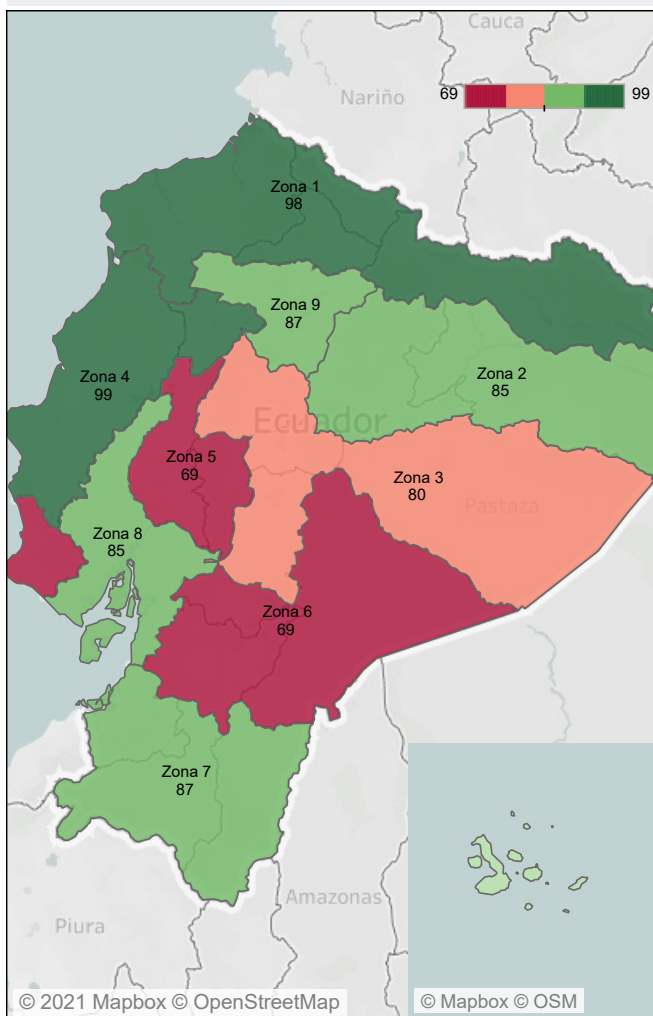 Cauca
69
99
Nariño
Zona 1
98
Zona 9
87
Zona 2
85
Zona 4
99
Ecuador
Zona 5
69
Zona 3
80
Pastaza
Zona 8
85
Zona 6
69
Zona 7
87
Amazonas
Piura
© 2021 Mapbox © OpenStreetMap
© Mapbox © OSM